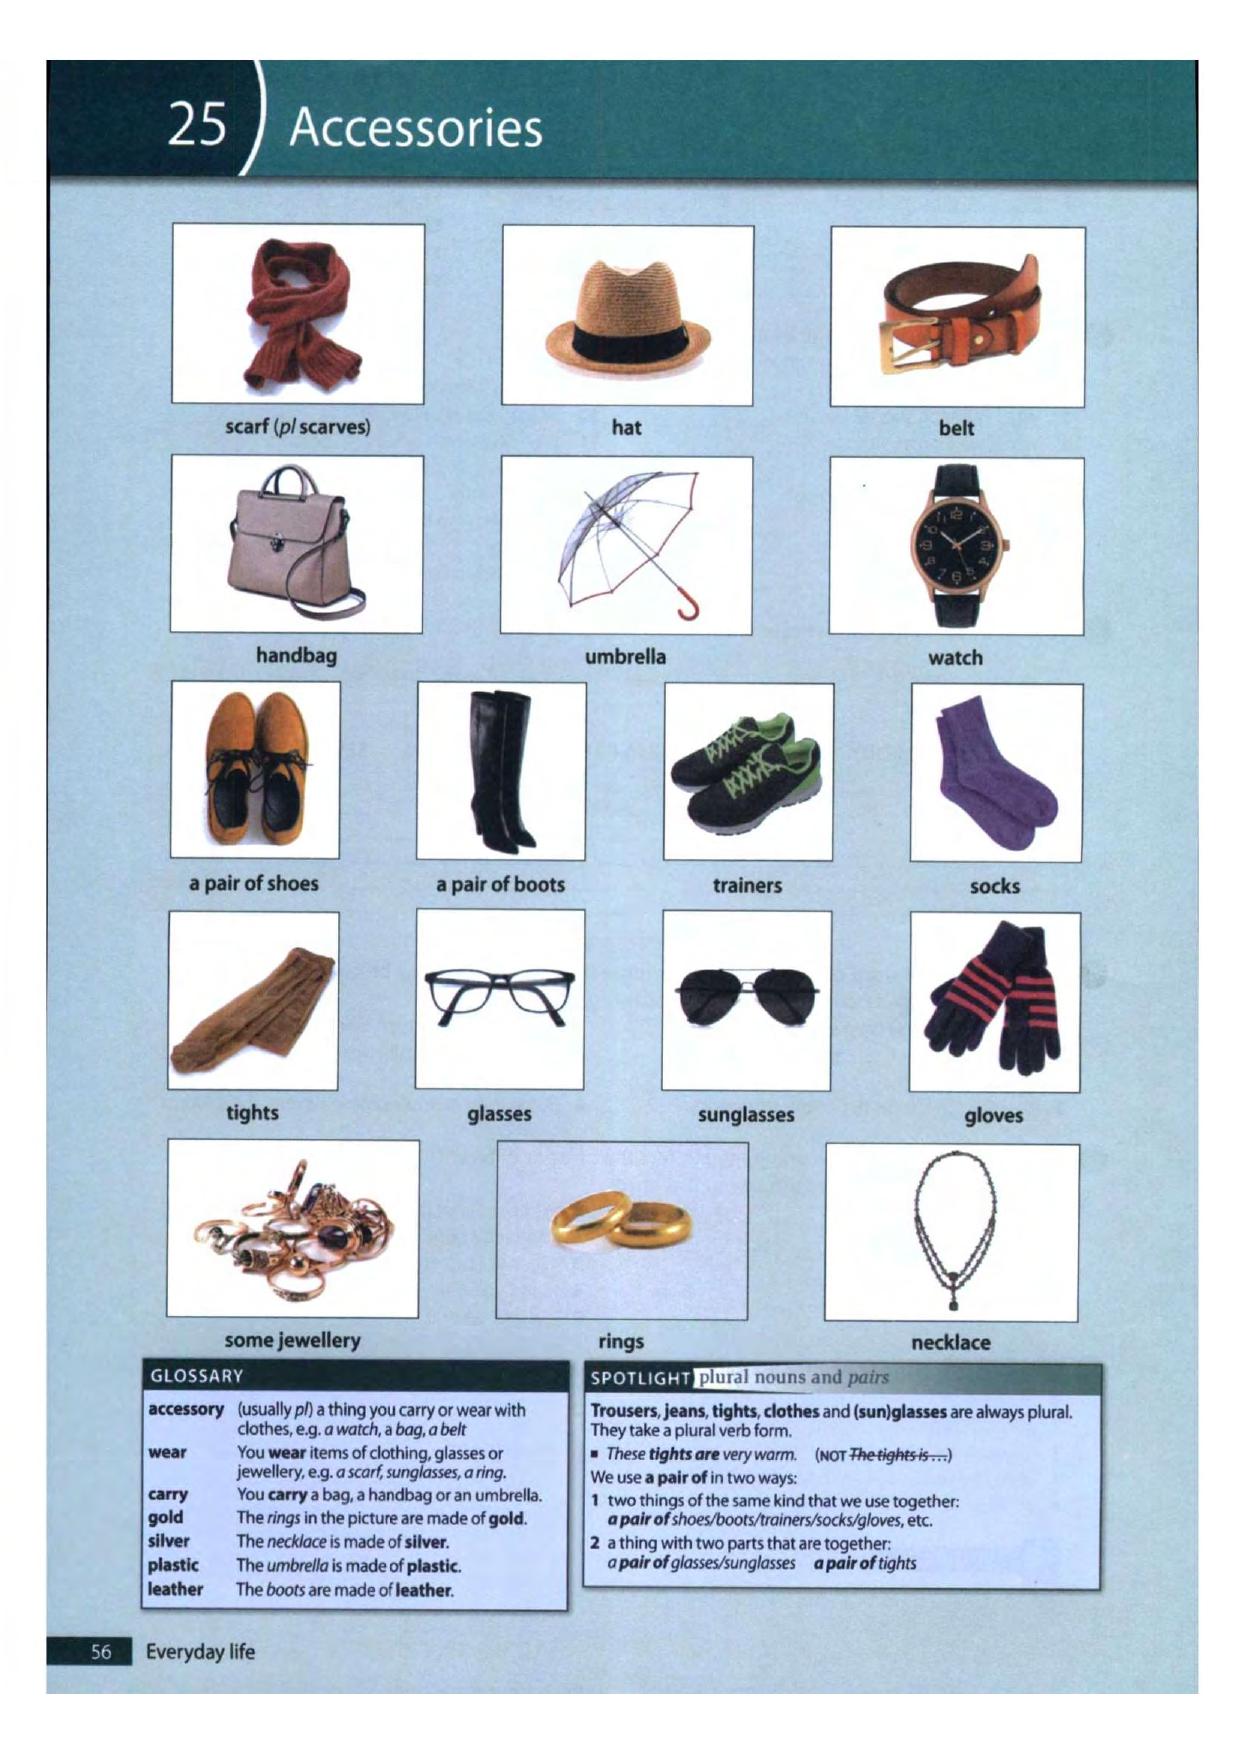 25 Accessories
scarf (pl scarves)
hat
belt
handbag
umbrella
watch
a pair of shoes
a pair of boots
trainers
socks
tights
glasses
sunglasses
gloves
some jewellery
rings
necklace
GLOSSARY
accessory (usually pl) a thing you carry or wear with
clothes, e.g. a watch, a bag, a belt
wear You wear items of clothing, glasses or
jewellery, e.g. a scarf, sunglasses, a ring.
carry You carry a bag, a handbag or an umbrella.
gold The rings in the picture are made of gold.
silver The necklace is made of silver.
plastic The umbrella is made of plastic.
leather The boots are made of leather.
SPOTLIGHT plural nouns and pairs
Trousers, jeans, tights, clothes and (sun)glasses are always plural.
They take a plural verb form.
▪ These tights are very warm. (NOT The tights is ...)
We use a pair of in two ways:
1 two things of the same kind that we use together:
a pair of shoes/boots/trainers/socks/gloves, etc.
2 a thing with two parts that are together:
a pair of glasses/sunglasses a pair of tights
56 Everyday life